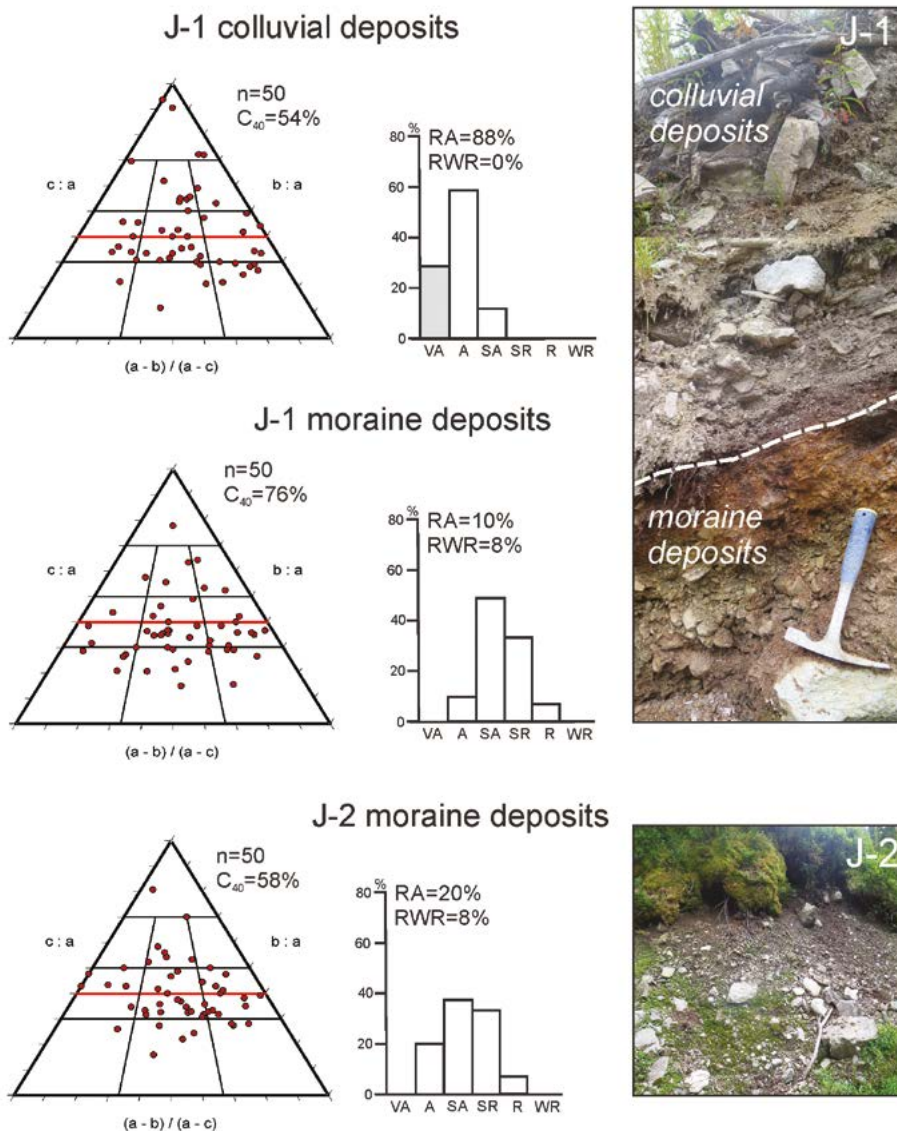 J-1 colluvial deposits
n=50
C₄₀=54%
c : a
b : a
(a - b) / (a - c)
%
80
60
40
20
0
RA=88%
RWR=0%
VA A SA SR R WR
J-1
colluvial
deposits
moraine
deposits
J-1 moraine deposits
n=50
C₄₀=76%
c : a
b : a
(a - b) / (a - c)
%
80
60
40
20
0
RA=10%
RWR=8%
VA A SA SR R WR
J-2 moraine deposits
n=50
C₄₀=58%
c : a
b : a
(a - b) / (a - c)
%
80
60
40
20
0
RA=20%
RWR=8%
VA A SA SR R WR
J-2